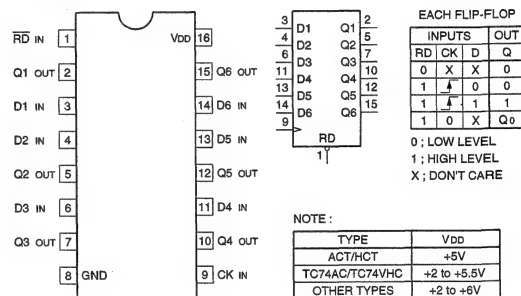 RD IN 1
Q1 OUT 2
D1 IN 3
D2 IN 4
Q2 OUT 5
D3 IN 6
Q3 OUT 7
8 GND
VDD 16
15 Q6 OUT
14 D6 IN
13 D5 IN
12 Q5 OUT
11 D4 IN
10 Q4 OUT
9 CK IN
3 D1 Q1 2
4 D2 Q2 5
6 D3 Q3 7
11 D4 Q4 10
13 D5 Q5 12
14 D6 Q6 15
9
RD
1
EACH FLIP-FLOP
INPUTS OUT
RD CK D Q
0 X X 0
1 0 0
1 1 1
1 0 X Q0
0 ; LOW LEVEL
1 ; HIGH LEVEL
X ; DON'T CARE
NOTE :
TYPE VDD
ACT/HCT +5V
TC74AC/TC74VHC +2 to +5.5V
OTHER TYPES +2 to +6V